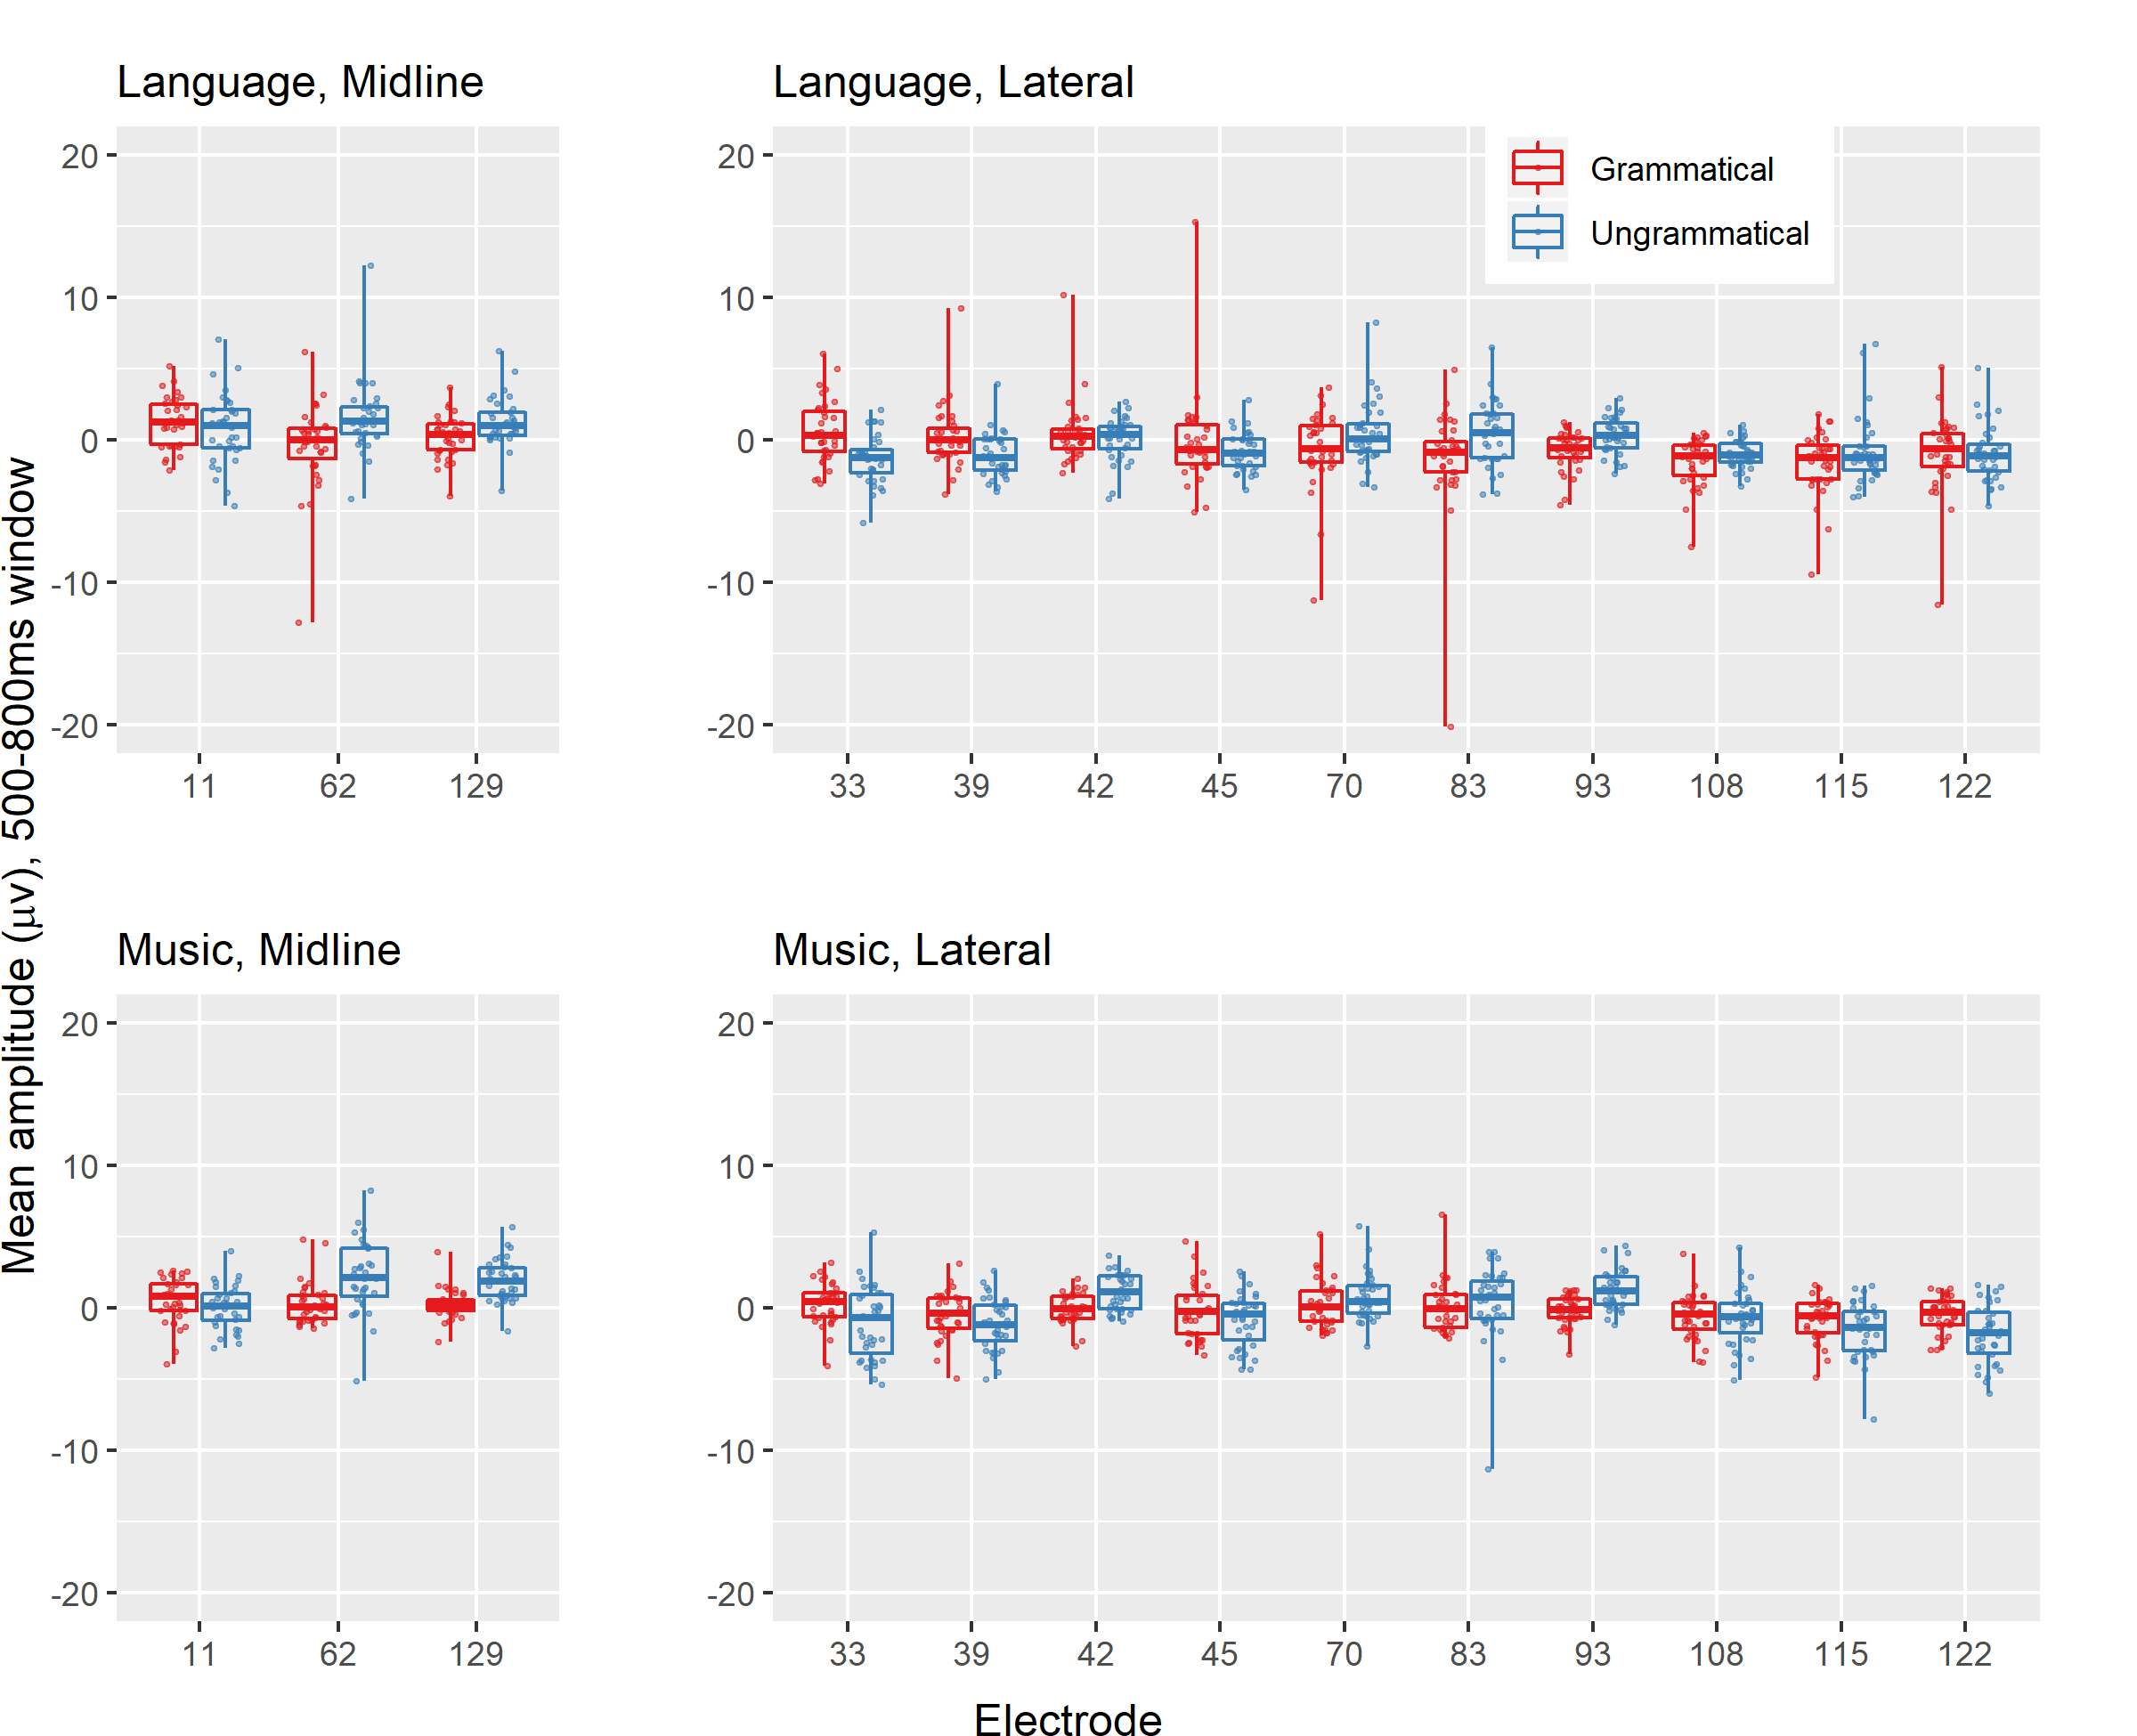 Mean amplitude (μv), 500-800ms window
Language, Midline
20
10
0
-10
-20
11 62 129
Language, Lateral
Grammatical
Ungrammatical
20
10
0
-10
-20
33 39 42 45 70 83 93 108 115 122
Music, Midline
20
10
0
-10
-20
11 62 129
Music, Lateral
20
10
0
-10
-20
33 39 42 45 70 83 93 108 115 122
Electrode